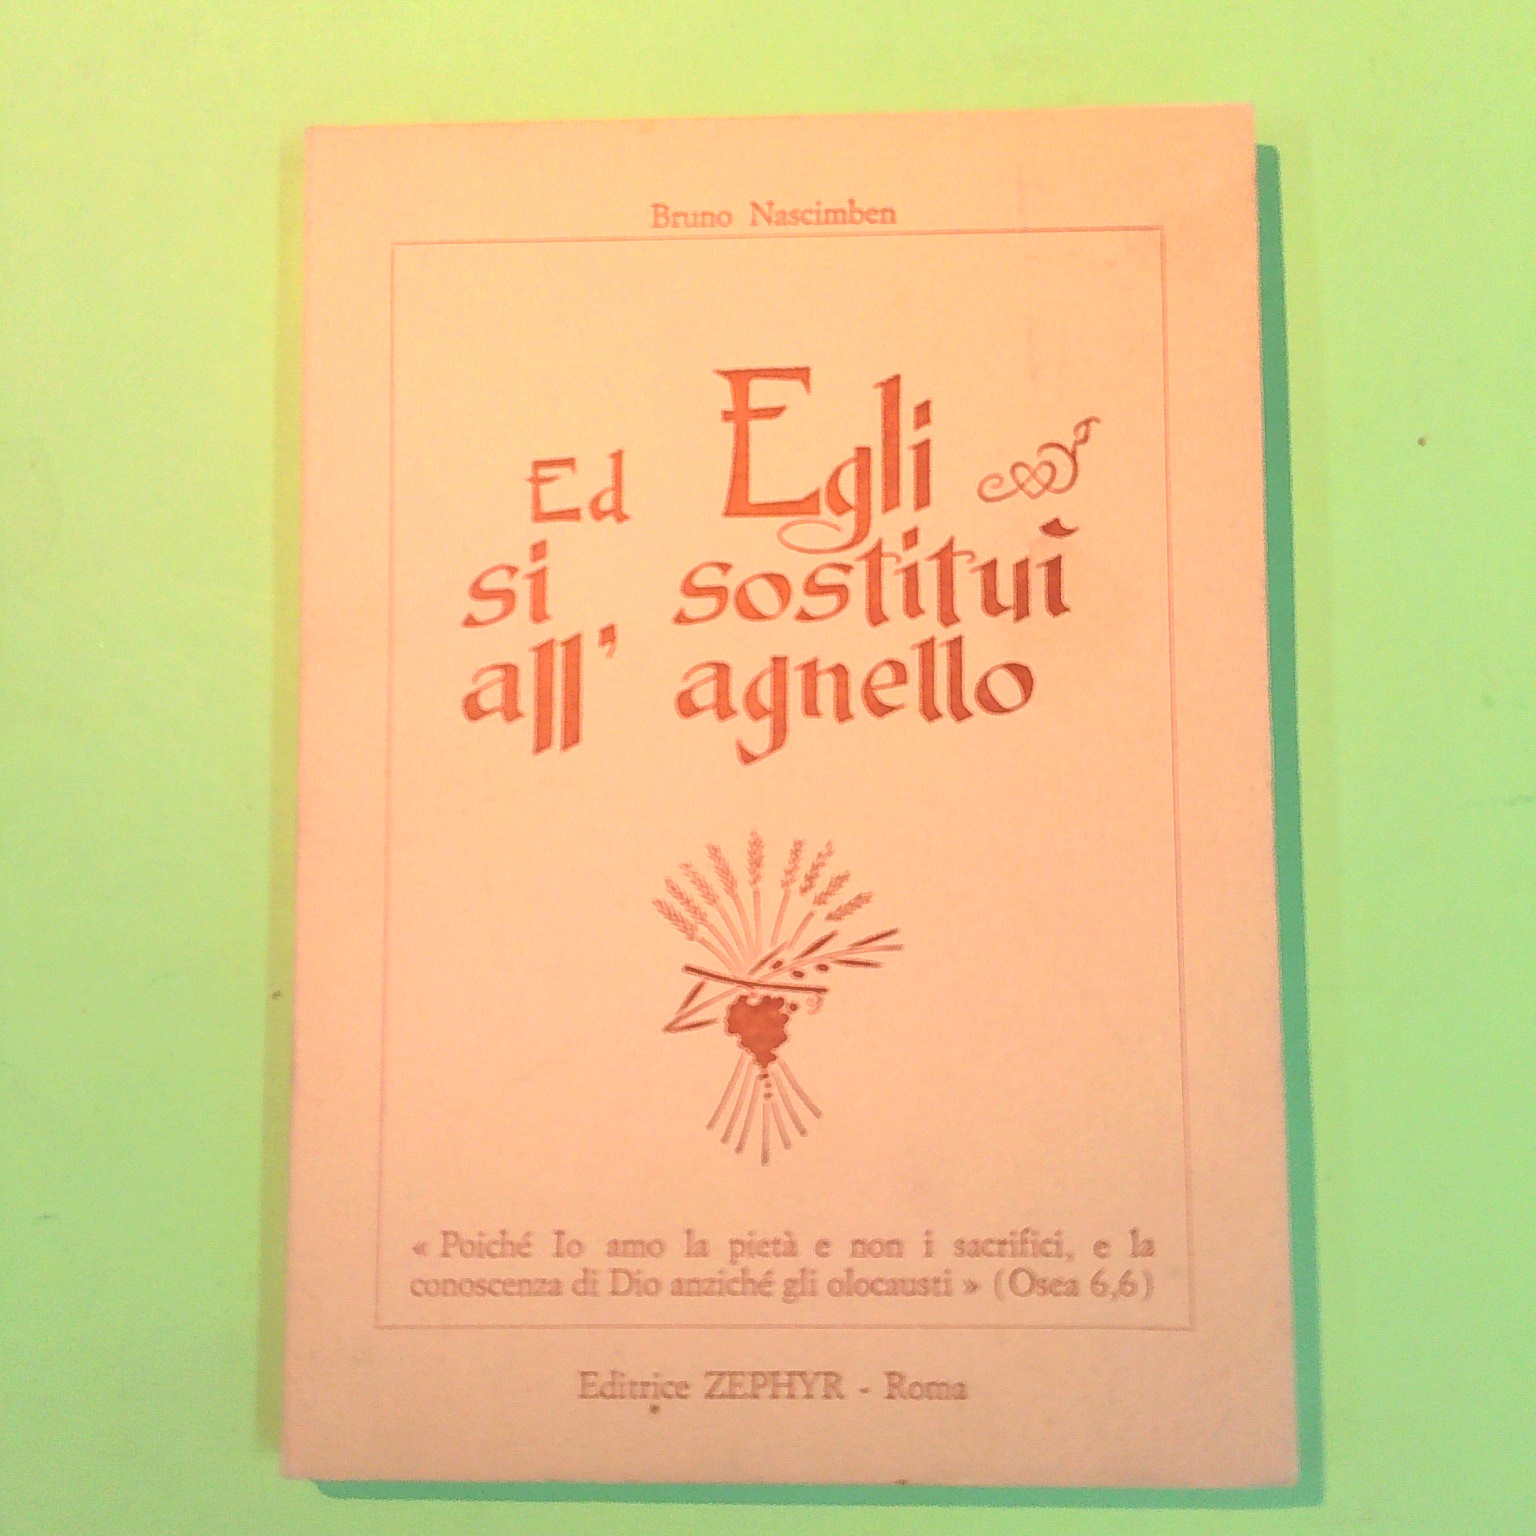 Bruno Nascimben
Ed Egli
si sostituì
all' agnello
« Poiché Io amo la pietà e non i sacrifici, e la
conoscenza di Dio anziché gli olocausti » (Osea 6,6)
Editrice ZEPHYR - Roma